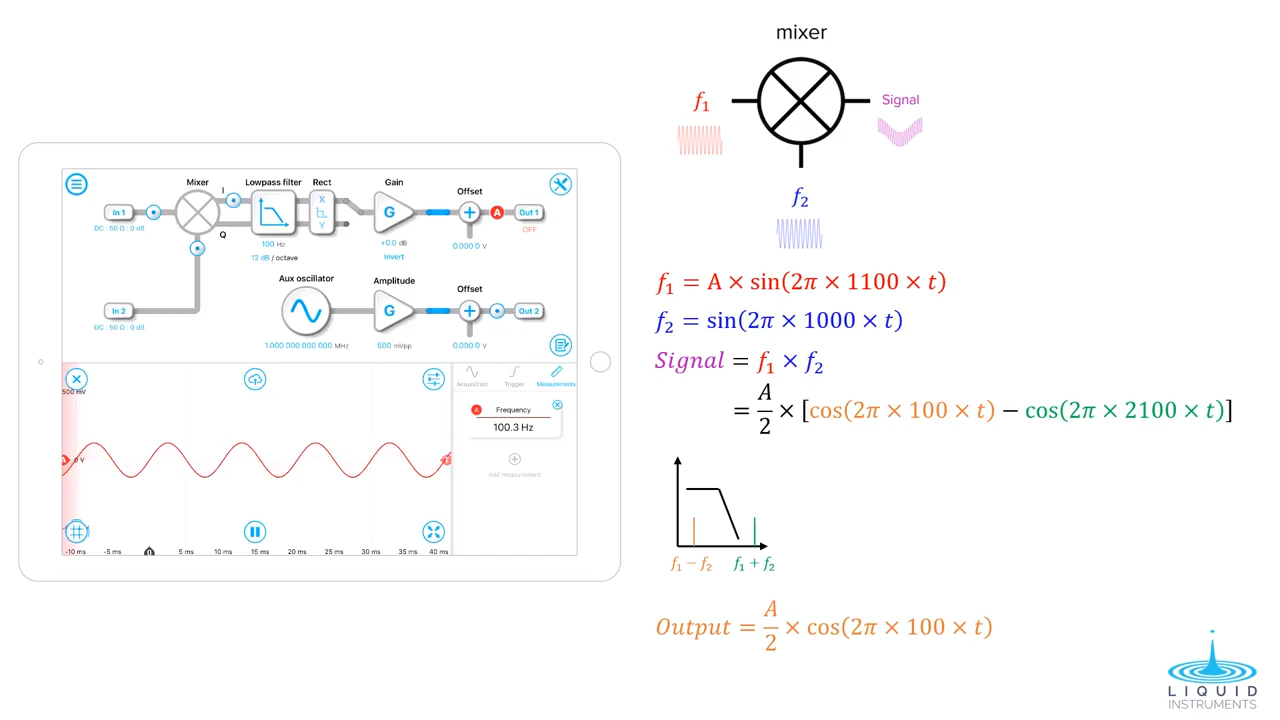 mixer
f₁
Signal
f₂
Mixer
I
Lowpass filter
Rect
Gain
Offset
In 1
X
Y
G
A
Out 1
DC : 50 Ω : 0 dB
Q
OFF
100 Hz
+0.0 dB
0.000 0 V
12 dB / octave
Invert
Aux oscillator
Amplitude
Offset
In 2
G
Out 2
DC : 50 Ω : 0 dB
1.000 000 000 000 MHz
500 mVpp
0.000 0 V
500 mV
Acquisition
Trigger
Measurements
A
Frequency
100.3 Hz
A
0 V
T
Add measurement
-10 ms
-5 ms
0
5 ms
10 ms
15 ms
20 ms
25 ms
30 ms
35 ms
40 ms
f₁ = A × sin(2π × 1100 × t)
f₂ = sin(2π × 1000 × t)
Signal = f₁ × f₂
= A/2 × [cos(2π × 100 × t) − cos(2π × 2100 × t)]
f₁ − f₂
f₁ + f₂
Output = A/2 × cos(2π × 100 × t)
LIQUID
INSTRUMENTS